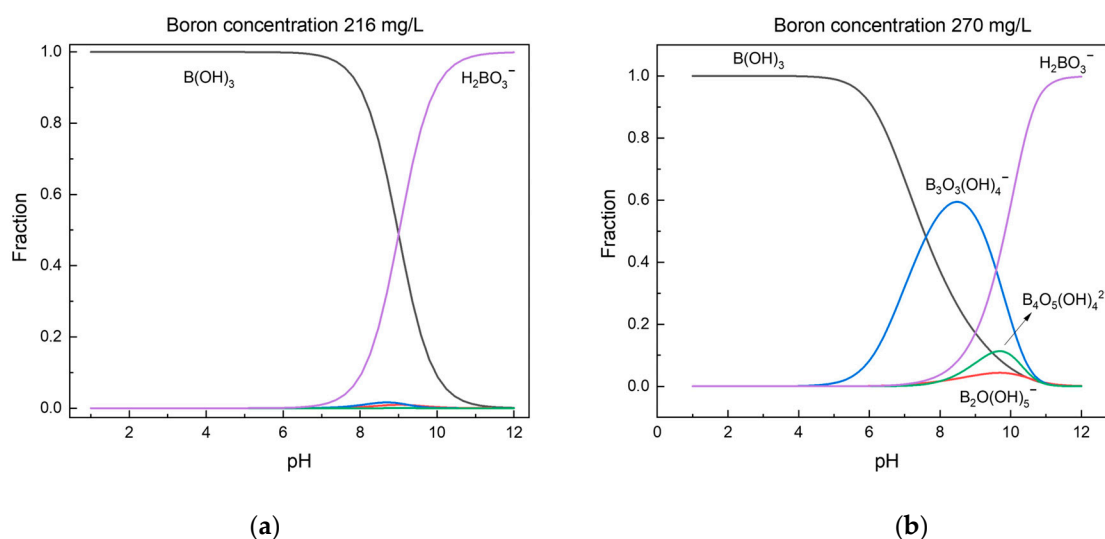 Boron concentration 216 mg/L
B(OH)₃
H₂BO₃⁻
1.0
0.8
0.6
0.4
0.2
0.0
Fraction
2 4 6 8 10 12
pH
(a)
Boron concentration 270 mg/L
B(OH)₃
H₂BO₃⁻
B₃O₃(OH)₄⁻
B₄O₅(OH)₄²
B₂O(OH)₅⁻
1.0
0.8
0.6
0.4
0.2
0.0
Fraction
0 2 4 6 8 10 12
pH
(b)